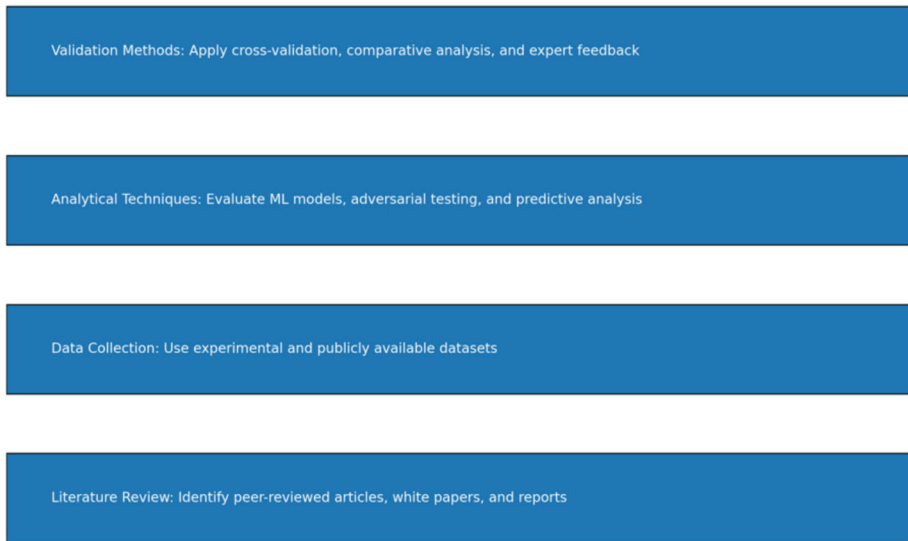 Validation Methods: Apply cross-validation, comparative analysis, and expert feedback
Analytical Techniques: Evaluate ML models, adversarial testing, and predictive analysis
Data Collection: Use experimental and publicly available datasets
Literature Review: Identify peer-reviewed articles, white papers, and reports